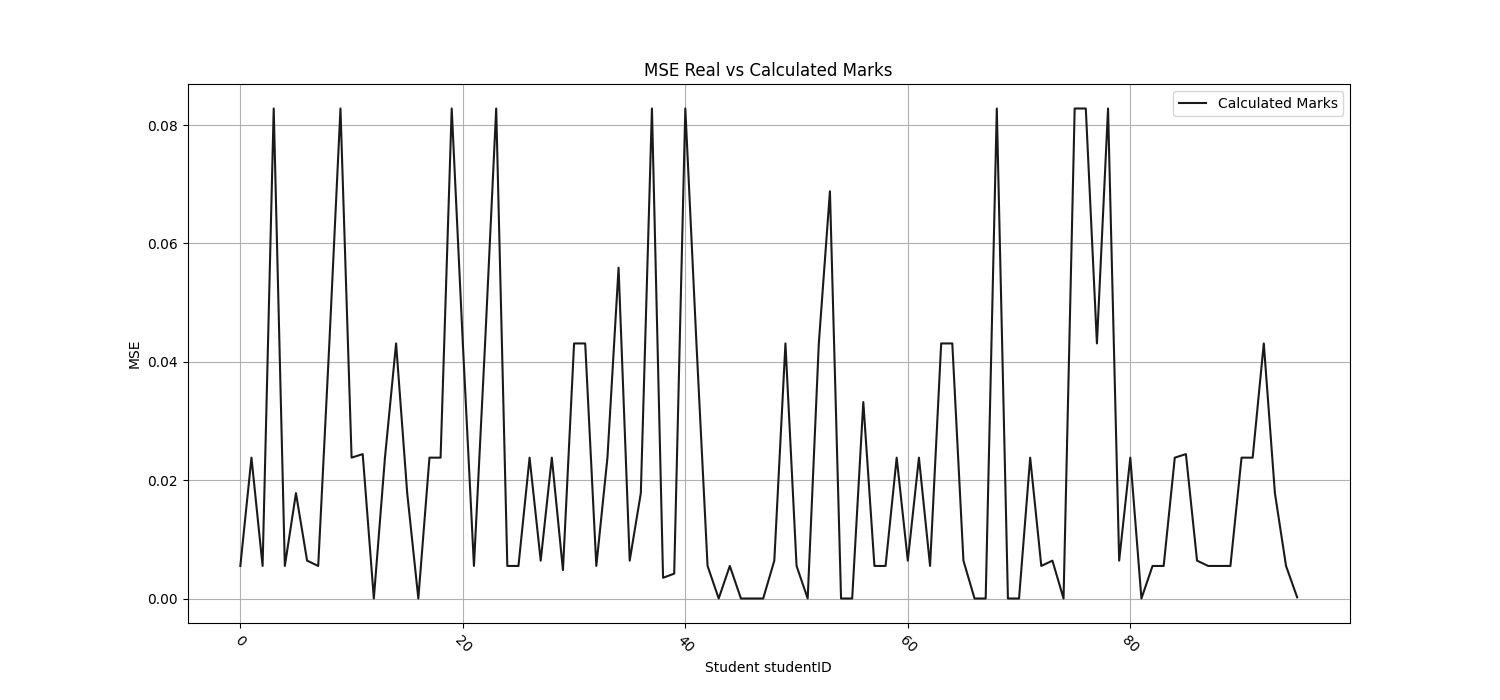 MSE Real vs Calculated Marks
Calculated Marks
0.08
0.06
0.04
0.02
0.00
MSE
0
20
40
60
80
Student studentID